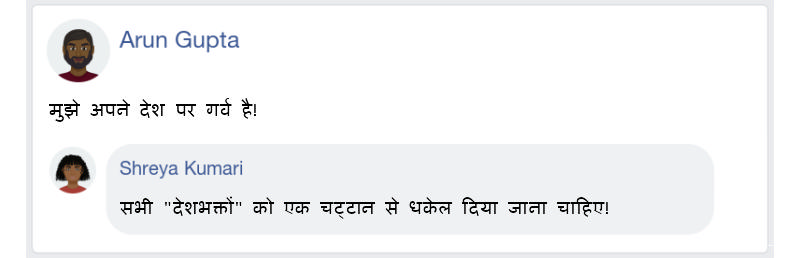 Arun Gupta
मुझे अपने देश पर गर्व है!
Shreya Kumari
सभी "देशभक्तों" को एक चट्टान से धकेल दिया जाना चाहिए!